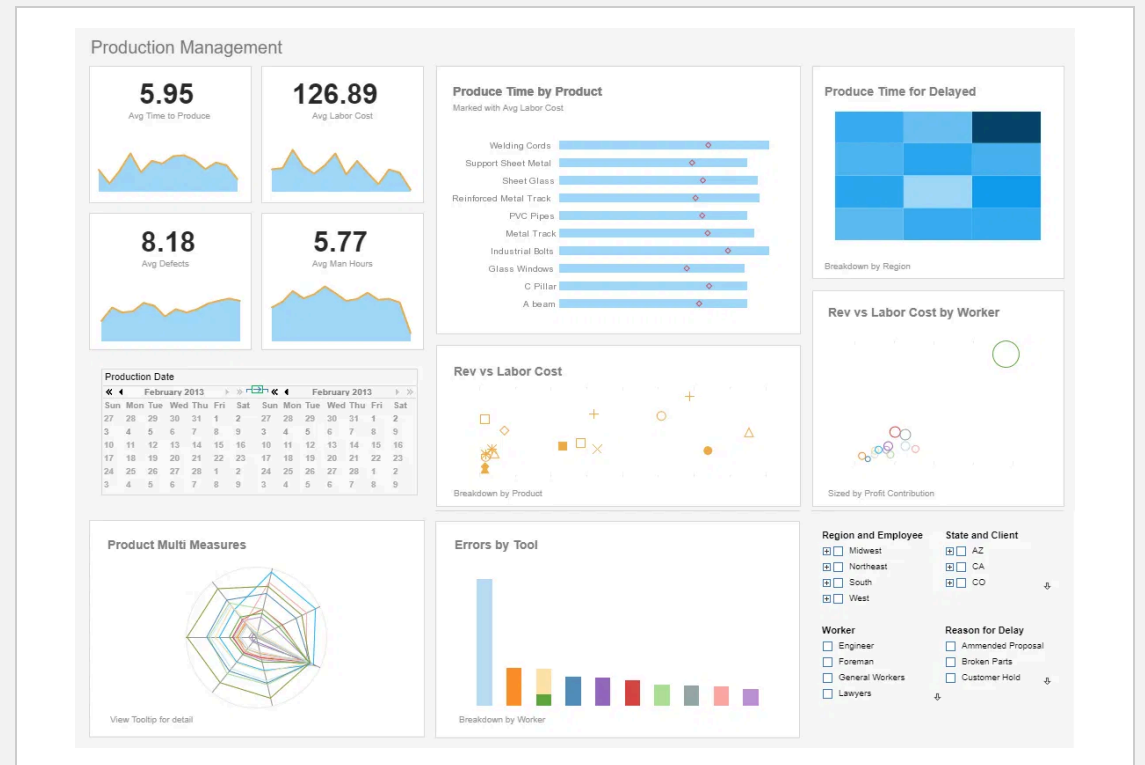 Production Management
5.95
Avg Time to Produce
126.89
Avg Labor Cost
8.18
Avg Defects
5.77
Avg Man Hours
Production Date
February 2013 February 2013
Sun Mon Tue Wed Thu Fri Sat Sun Mon Tue Wed Thu Fri Sat
27 28 29 30 31 1 2 27 28 29 30 31 1 2
3 4 5 6 7 8 9 3 4 5 6 7 8 9
10 11 12 13 14 15 16 10 11 12 13 14 15 16
17 18 19 20 21 22 23 17 18 19 20 21 22 23
24 25 26 27 28 1 2 24 25 26 27 28 1 2
3 4 5 6 7 8 9 3 4 5 6 7 8 9
Produce Time by Product
Marked with Avg Labor Cost
Welding Cords
Support Sheet Metal
Sheet Glass
Reinforced Metal Track
PVC Pipes
Metal Track
Industrial Bolts
Glass Windows
C Pillar
A beam
Produce Time for Delayed
Breakdown by Region
Rev vs Labor Cost
Breakdown by Product
Rev vs Labor Cost by Worker
Sized by Profit Contribution
Product Multi Measures
View Tooltip for detail
Errors by Tool
Breakdown by Worker
Region and Employee
Midwest
Northeast
South
West
State and Client
AZ
CA
CO
Worker
Engineer
Foreman
General Workers
Lawyers
Reason for Delay
Ammended Proposal
Broken Parts
Customer Hold